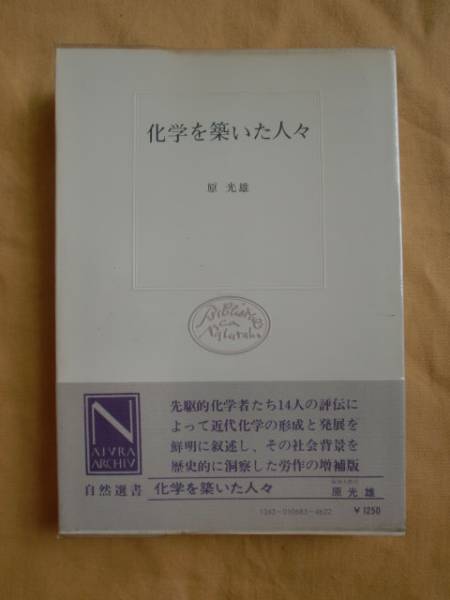 化学を築いた人々
原 光雄
N
ATVRA
ARCHIV
先駆的化学者たち14人の評伝に
よって近代化学の形成と発展を
鮮明に叙述し、その社会背景を
歴史的に洞察した労作の増補版
自然選書 化学を築いた人々 原 光雄
1343-010683-4622 ¥1250